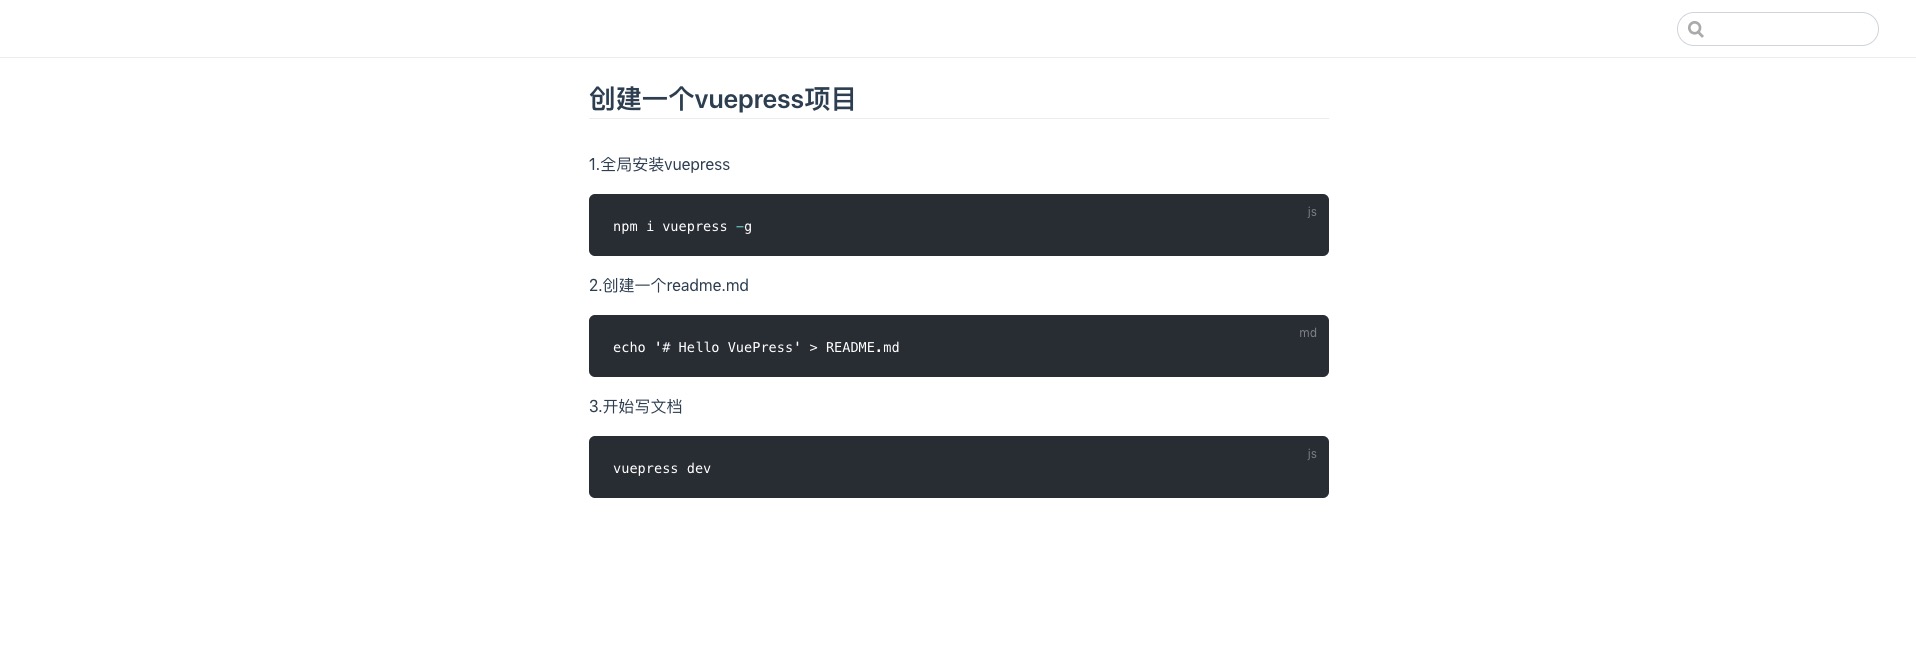 创建一个vuepress项目
1.全局安装vuepress
js
npm i vuepress -g
2.创建一个readme.md
md
echo '# Hello VuePress' > README.md
3.开始写文档
js
vuepress dev